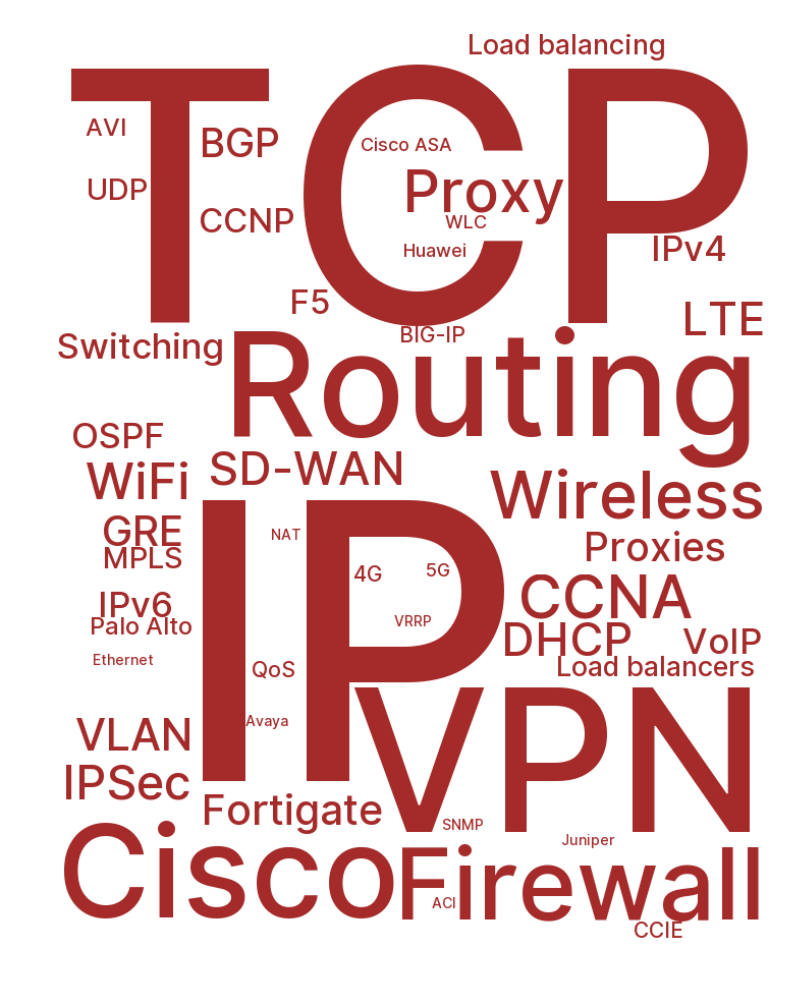 Load balancing
TCP
AVI
BGP
Cisco ASA
UDP
Proxy
CCNP
WLC
Huawei
IPv4
F5
LTE
BIG-IP
Switching
Routing
OSPF
SD-WAN
WiFi
Wireless
GRE
NAT
Proxies
MPLS
IP
4G
5G
CCNA
IPv6
VRRP
Palo Alto
DHCP
VoIP
Ethernet
QoS
Load balancers
Avaya
VLAN
VPN
IPSec
Fortigate
SNMP
Juniper
Cisco
Firewall
ACI
CCIE